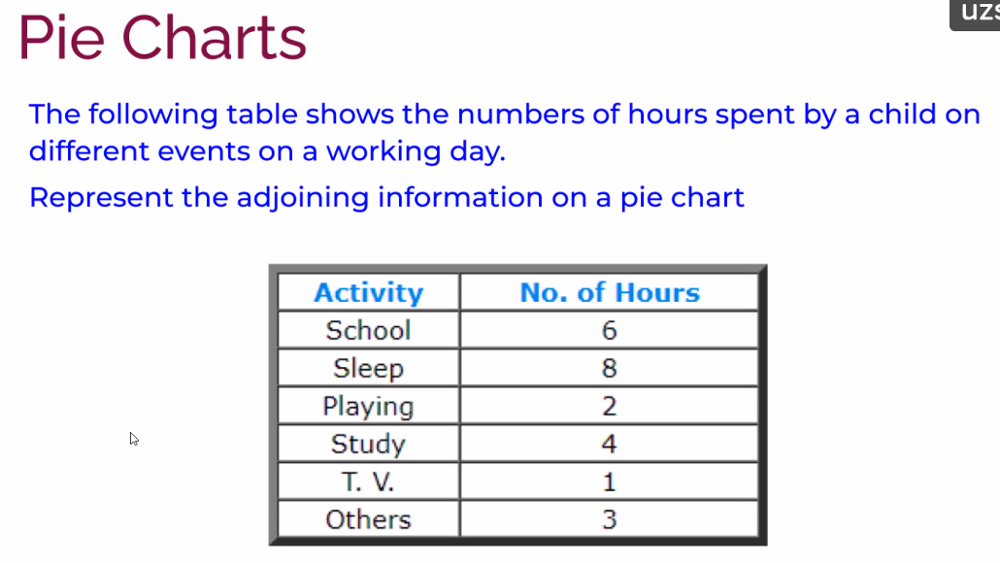 Pie Charts
The following table shows the numbers of hours spent by a child on
different events on a working day.
Represent the adjoining information on a pie chart
Activity No. of Hours
School 6
Sleep 8
Playing 2
Study 4
T. V. 1
Others 3